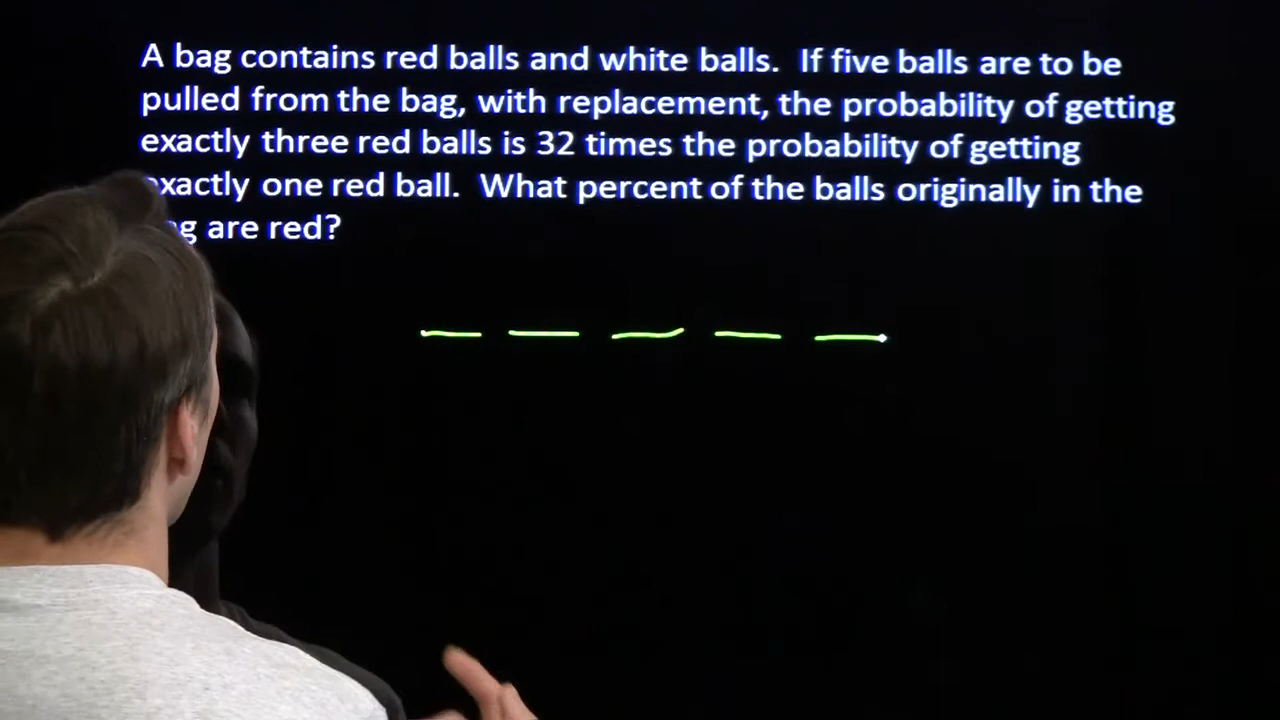 A bag contains red balls and white balls. If five balls are to be
pulled from the bag, with replacement, the probability of getting
exactly three red balls is 32 times the probability of getting
exactly one red ball. What percent of the balls originally in the
are red?